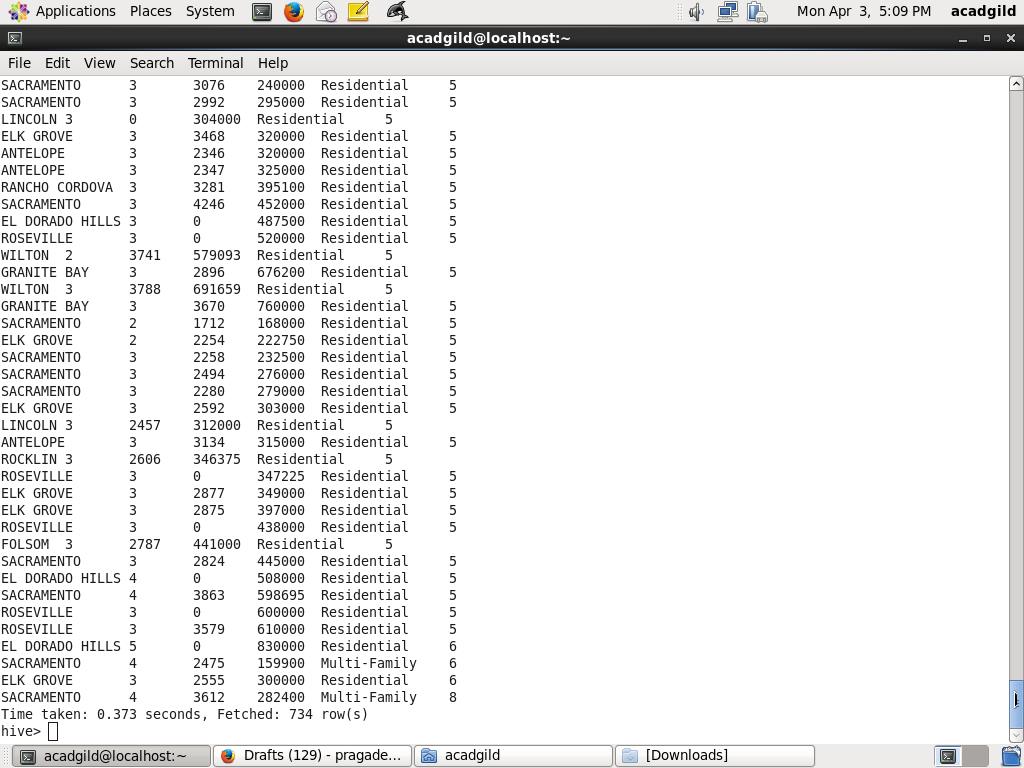 Applications Places System Mon Apr 3, 5:09 PM acadgild
acadgild@localhost:~
File Edit View Search Terminal Help
SACRAMENTO 3 3076 240000 Residential 5
SACRAMENTO 3 2992 295000 Residential 5
LINCOLN 3 0 304000 Residential 5
ELK GROVE 3 3468 320000 Residential 5
ANTELOPE 3 2346 320000 Residential 5
ANTELOPE 3 2347 325000 Residential 5
RANCHO CORDOVA 3 3281 395100 Residential 5
SACRAMENTO 3 4246 452000 Residential 5
EL DORADO HILLS 3 0 487500 Residential 5
ROSEVILLE 3 0 520000 Residential 5
WILTON 2 3741 579093 Residential 5
GRANITE BAY 3 2896 676200 Residential 5
WILTON 3 3788 691659 Residential 5
GRANITE BAY 3 3670 760000 Residential 5
SACRAMENTO 2 1712 168000 Residential 5
ELK GROVE 2 2254 222750 Residential 5
SACRAMENTO 3 2258 232500 Residential 5
SACRAMENTO 3 2494 276000 Residential 5
SACRAMENTO 3 2280 279000 Residential 5
ELK GROVE 3 2592 303000 Residential 5
LINCOLN 3 2457 312000 Residential 5
ANTELOPE 3 3134 315000 Residential 5
ROCKLIN 3 2606 346375 Residential 5
ROSEVILLE 3 0 347225 Residential 5
ELK GROVE 3 2877 349000 Residential 5
ELK GROVE 3 2875 397000 Residential 5
ROSEVILLE 3 0 438000 Residential 5
FOLSOM 3 2787 441000 Residential 5
SACRAMENTO 3 2824 445000 Residential 5
EL DORADO HILLS 4 0 508000 Residential 5
SACRAMENTO 4 3863 598695 Residential 5
ROSEVILLE 3 0 600000 Residential 5
ROSEVILLE 3 3579 610000 Residential 5
EL DORADO HILLS 5 0 830000 Residential 6
SACRAMENTO 4 2475 159900 Multi-Family 6
ELK GROVE 3 2555 300000 Residential 6
SACRAMENTO 4 3612 282400 Multi-Family 8
Time taken: 0.373 seconds, Fetched: 734 row(s)
hive>
acadgild@localhost:~ Drafts (129) - pragade... acadgild [Downloads]